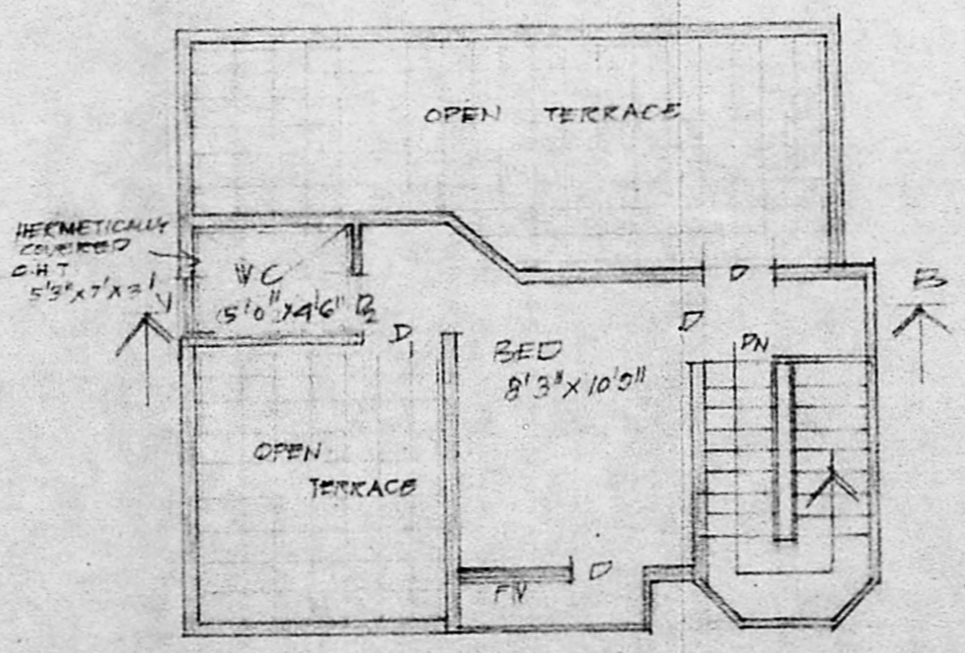 OPEN TERRACE
HERMETICALLY
COVERED
O.H.T.
5'3"x7'x3'
WC
5'0"x4'6"
D2
D1
D
D
B
DN
BED
8'3"x10'0"
OPEN
TERRACE
D